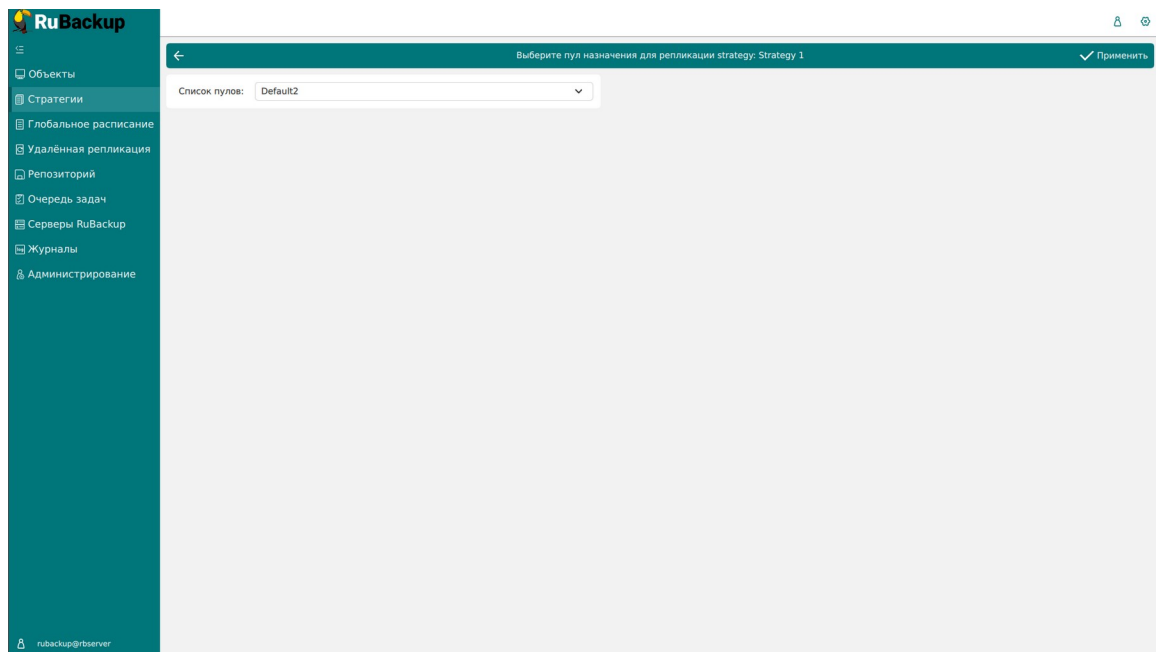 RuBackup
Выберите пул назначения для репликации strategy: Strategy 1
Применить
Объекты
Стратегии
Глобальное расписание
Удалённая репликация
Репозиторий
Очередь задач
Серверы RuBackup
Журналы
Администрирование
Список пулов: Default2
rubackup@rbserver